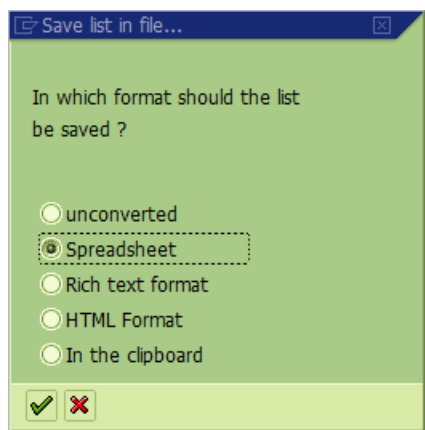 Save list in file...
In which format should the list
be saved ?
unconverted
Spreadsheet
Rich text format
HTML Format
In the clipboard